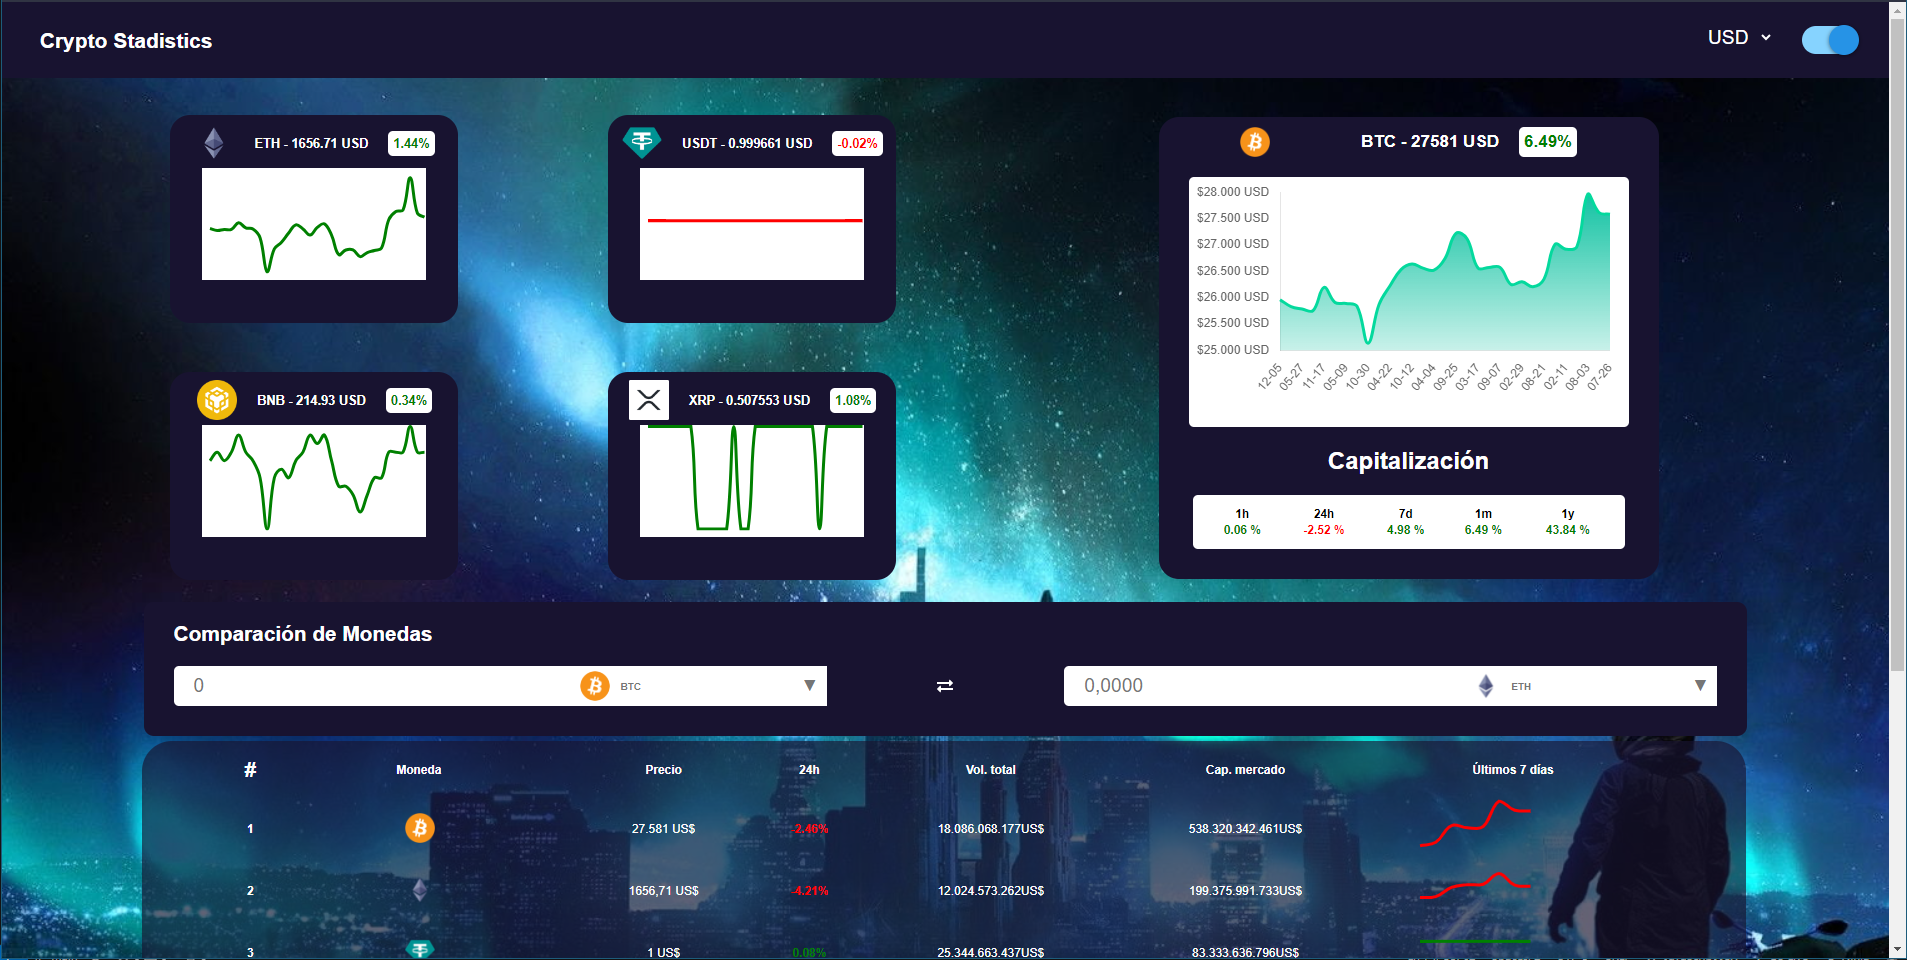 Crypto Stadistics
USD
ETH - 1656.71 USD 1.44%
USDT - 0.999661 USD -0.02%
BNB - 214.93 USD 0.34%
XRP - 0.507553 USD 1.08%
BTC - 27581 USD 6.49%
$28.000 USD
$27.500 USD
$27.000 USD
$26.500 USD
$26.000 USD
$25.500 USD
$25.000 USD
12-05 05-27 11-17 05-09 10-30 04-22 10-12 04-04 09-25 03-17 09-07 02-29 08-21 02-11 08-03 07-26
Capitalización
1h 24h 7d 1m 1y
0.06 % -2.52 % 4.98 % 6.49 % 43.84 %
Comparación de Monedas
0 BTC ▼ 0,0000 ETH ▼
# Moneda Precio 24h Vol. total Cap. mercado Últimos 7 días
1 27.581 US$ -2.46% 18.086.068.177US$ 538.320.342.461US$
2 1656,71 US$ -4.21% 12.024.573.262US$ 199.375.991.733US$
3 1 US$ 0.08% 25.344.663.437US$ 83.333.636.796US$